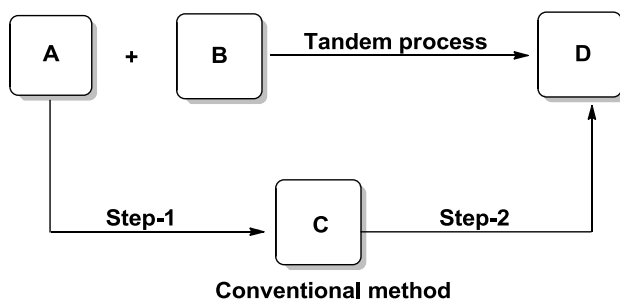 A + B Tandem process D
Step-1 C Step-2
Conventional method